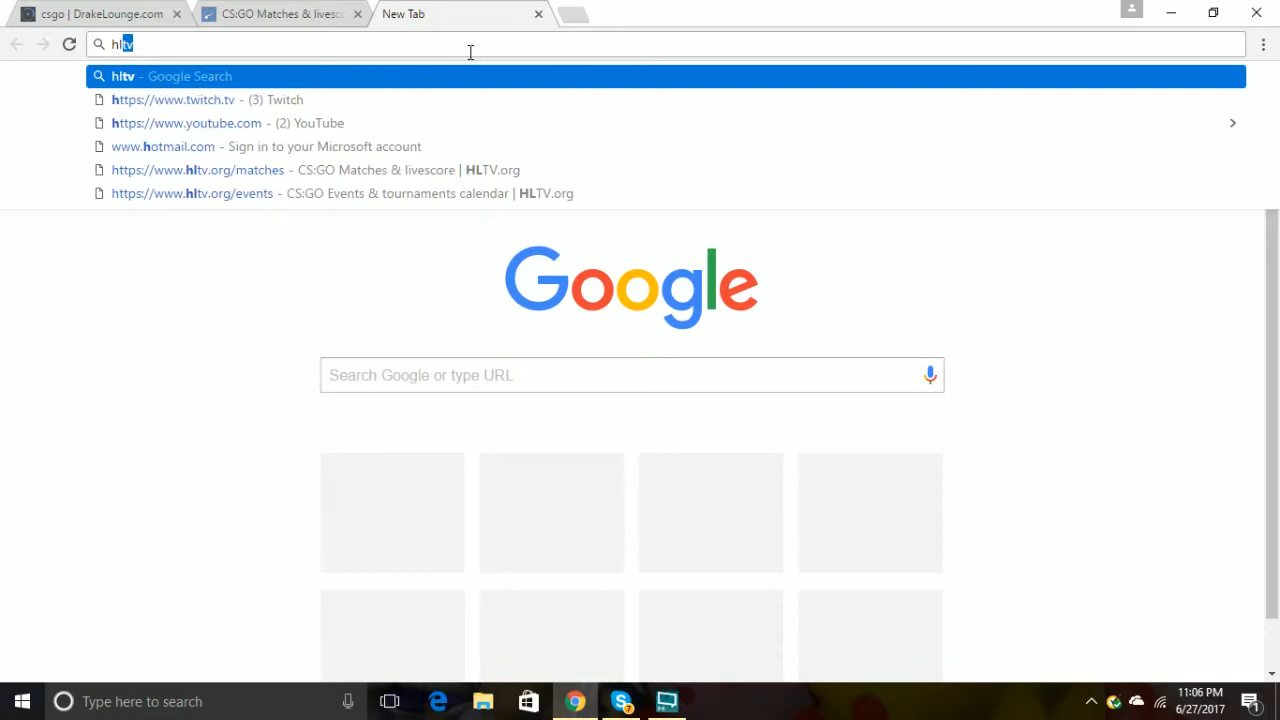 csgo | DrakeLounge.com
CS:GO Matches & livesco
New Tab
hltv
hltv - Google Search
https://www.twitch.tv - (3) Twitch
https://www.youtube.com - (2) YouTube
www.hotmail.com - Sign in to your Microsoft account
https://www.hltv.org/matches - CS:GO Matches & livescore | HLTV.org
https://www.hltv.org/events - CS:GO Events & tournaments calendar | HLTV.org
Google
Search Google or type URL
Type here to search
7
11:06 PM
6/27/2017
1